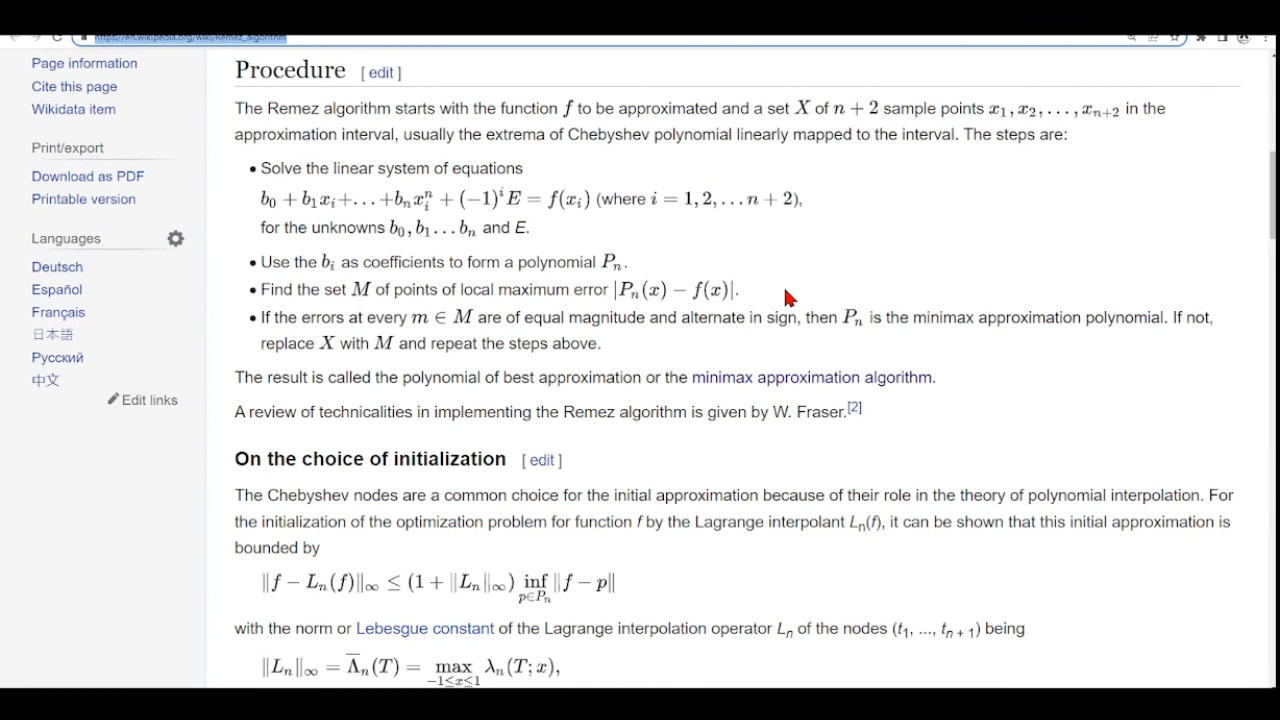 https://en.wikipedia.org/wiki/Remez_algorithm
Page information
Cite this page
Wikidata item
Print/export
Download as PDF
Printable version
Languages
Deutsch
Español
Français
日本語
Русский
中文
Edit links
Procedure [ edit ]
The Remez algorithm starts with the function f to be approximated and a set X of n + 2 sample points x₁, x₂, . . . , xₙ₊₂ in the
approximation interval, usually the extrema of Chebyshev polynomial linearly mapped to the interval. The steps are:
• Solve the linear system of equations
b₀ + b₁xᵢ+. . . +bₙxᵢⁿ + (−1)ⁱE = f(xᵢ) (where i = 1, 2, . . . n + 2),
for the unknowns b₀, b₁ . . . bₙ and E.
• Use the bᵢ as coefficients to form a polynomial Pₙ.
• Find the set M of points of local maximum error |Pₙ(x) − f(x)|.
• If the errors at every m ∈ M are of equal magnitude and alternate in sign, then Pₙ is the minimax approximation polynomial. If not,
replace X with M and repeat the steps above.
The result is called the polynomial of best approximation or the minimax approximation algorithm.
A review of technicalities in implementing the Remez algorithm is given by W. Fraser.[2]
On the choice of initialization [ edit ]
The Chebyshev nodes are a common choice for the initial approximation because of their role in the theory of polynomial interpolation. For
the initialization of the optimization problem for function f by the Lagrange interpolant Lₙ(f), it can be shown that this initial approximation is
bounded by
‖f − Lₙ(f)‖∞ ≤ (1 + ‖Lₙ‖∞) inf p∈Pₙ ‖f − p‖
with the norm or Lebesgue constant of the Lagrange interpolation operator Lₙ of the nodes (t₁, ..., tₙ ₊ ₁) being
‖Lₙ‖∞ = Λ̅ₙ(T) = max −1≤x≤1 λₙ(T; x),